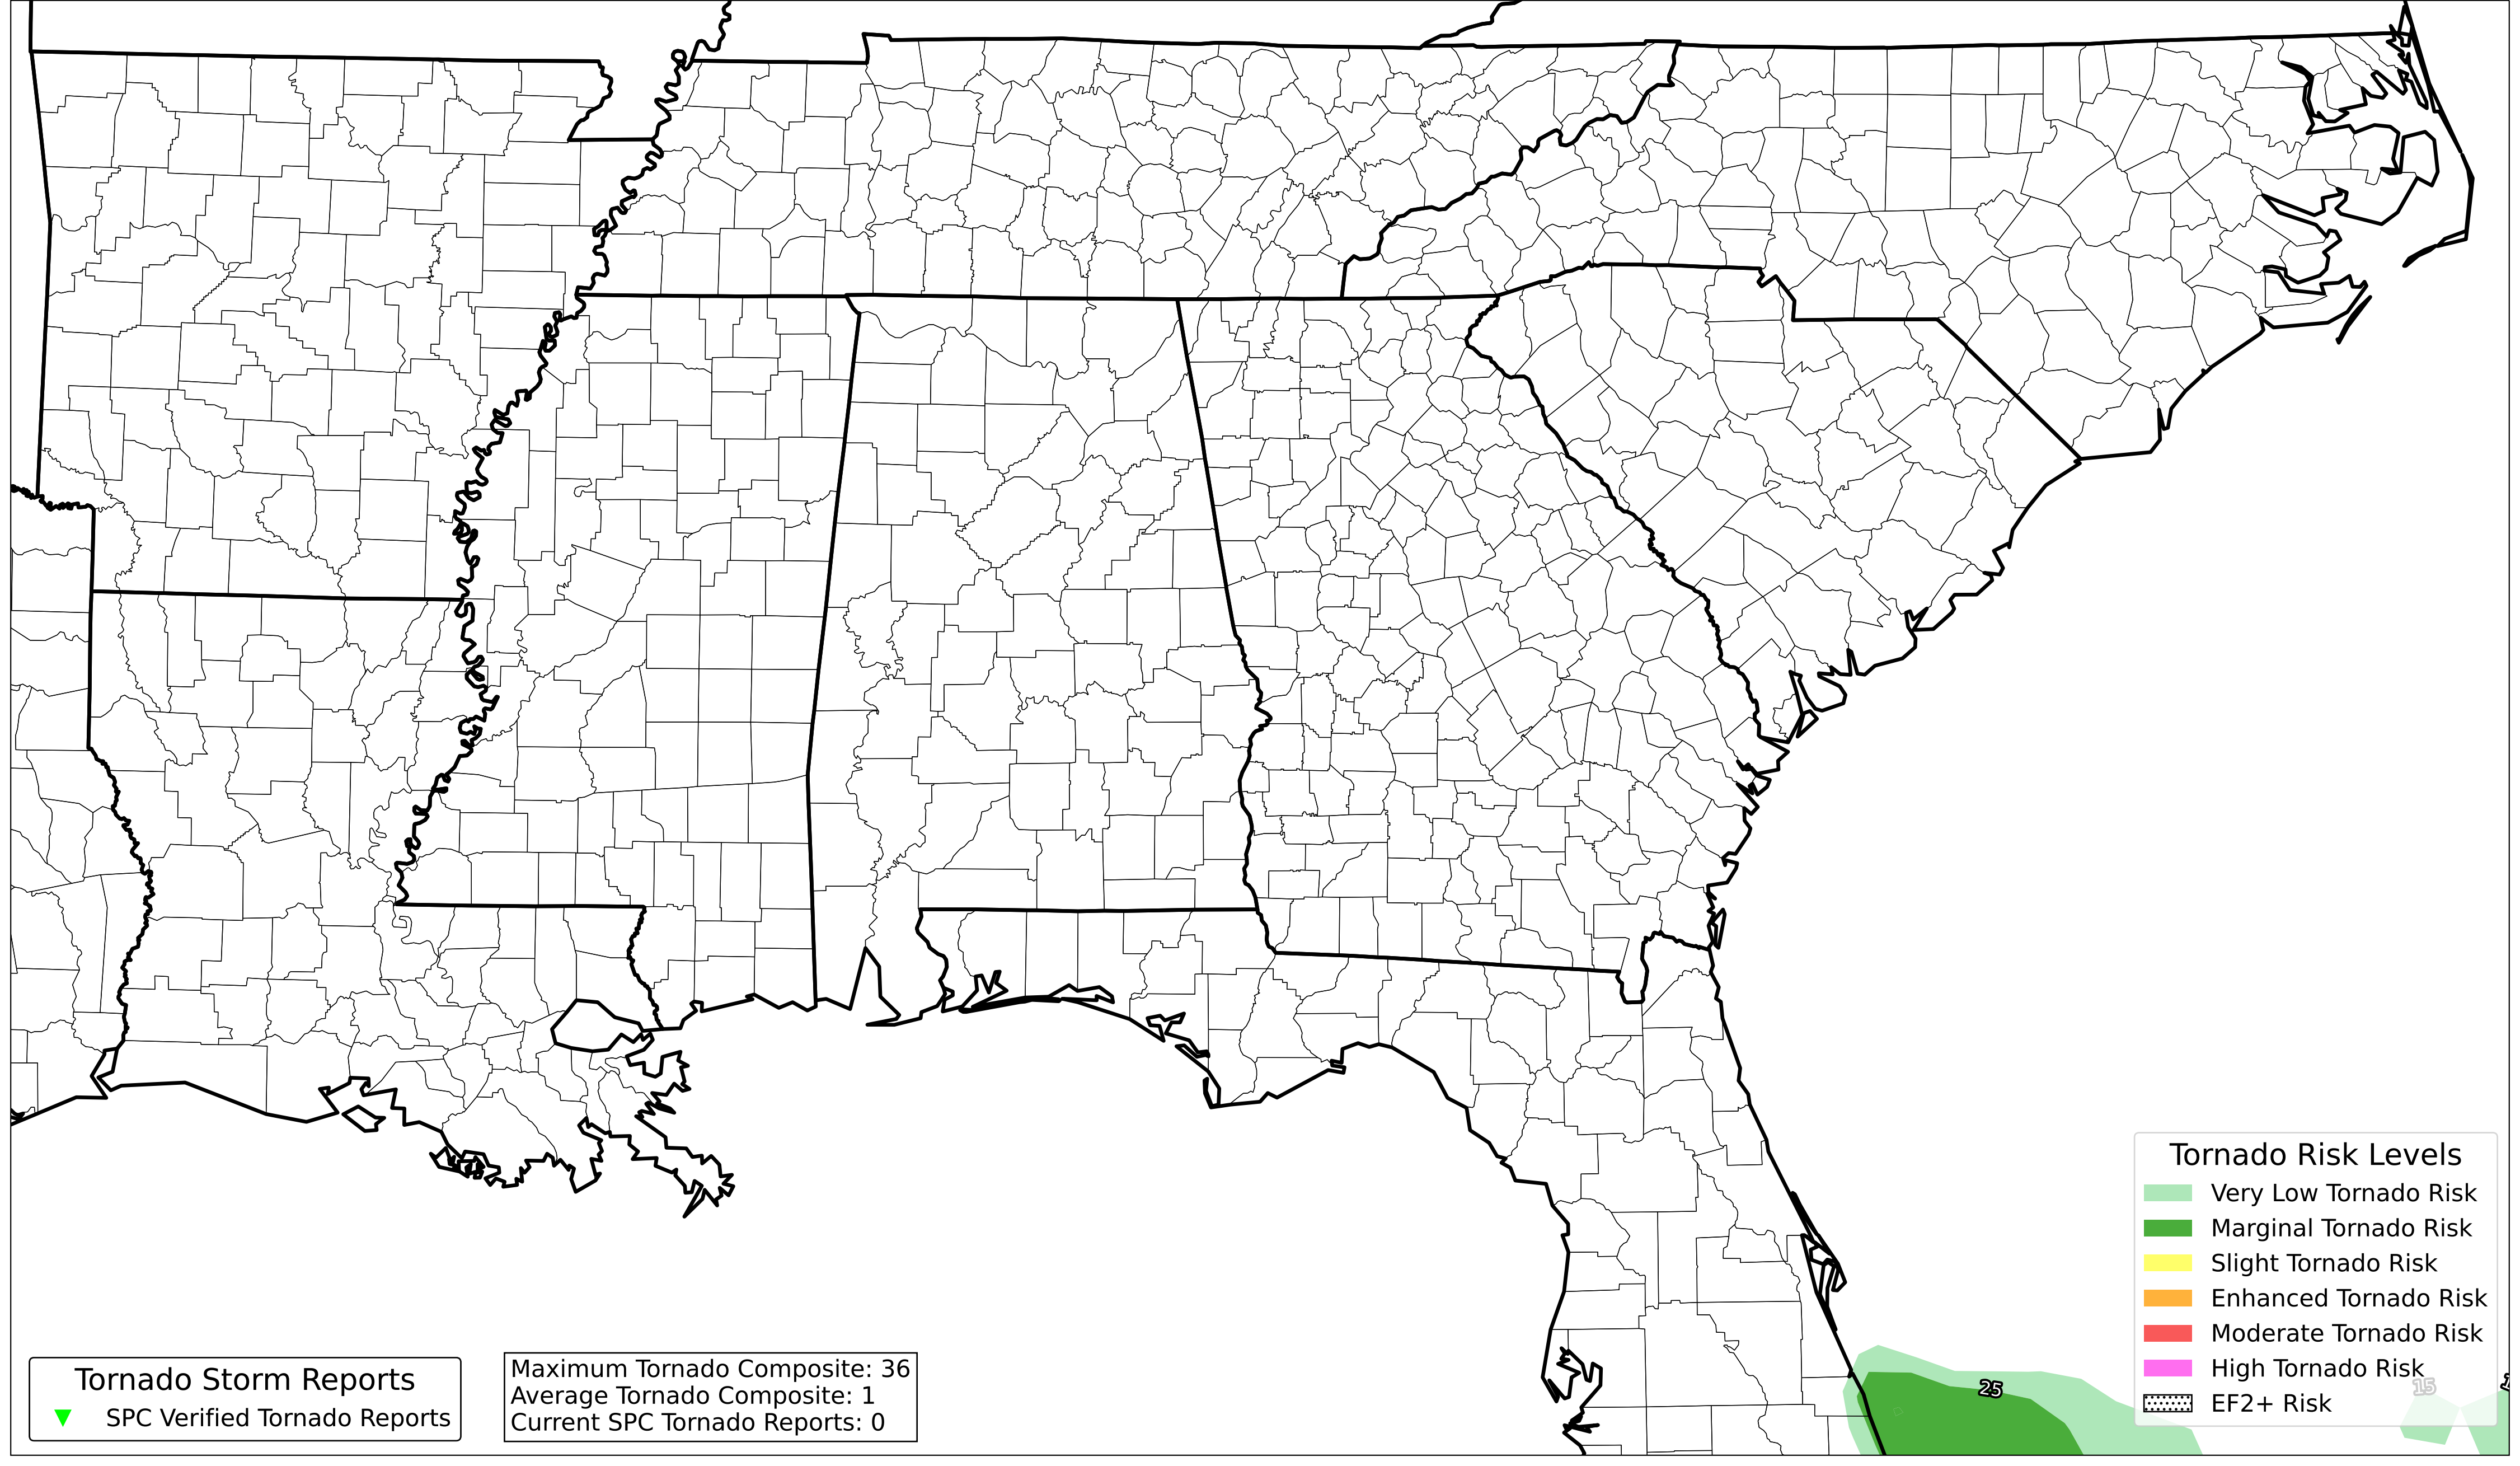 Tornado Risk Levels
Very Low Tornado Risk
Marginal Tornado Risk
Slight Tornado Risk
Enhanced Tornado Risk
Moderate Tornado Risk
High Tornado Risk
EF2+ Risk
25
15
Tornado Storm Reports
SPC Verified Tornado Reports
Maximum Tornado Composite: 36
Average Tornado Composite: 1
Current SPC Tornado Reports: 0